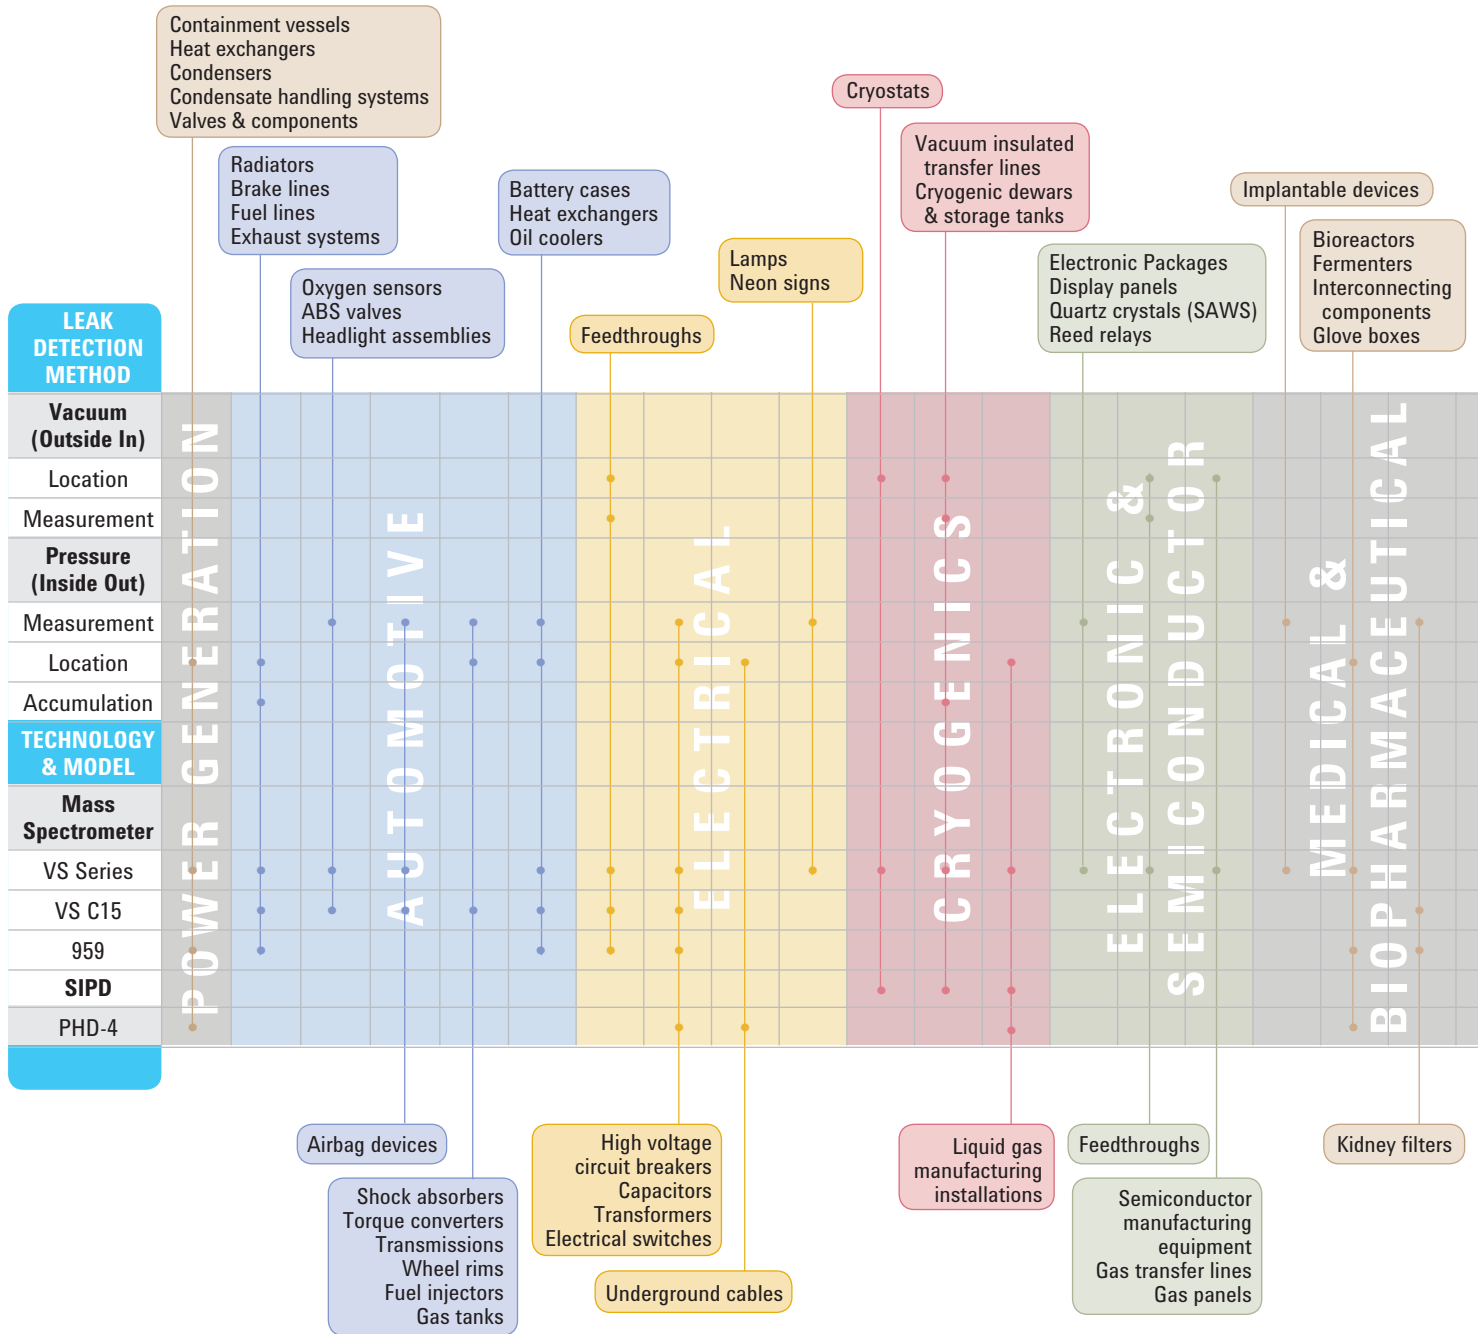 Containment vessels
Heat exchangers
Condensers
Condensate handling systems
Valves & components
Radiators
Brake lines
Fuel lines
Exhaust systems
Oxygen sensors
ABS valves
Headlight assemblies
Battery cases
Heat exchangers
Oil coolers
Feedthroughs
Lamps
Neon signs
Cryostats
Vacuum insulated
transfer lines
Cryogenic dewars
& storage tanks
Electronic Packages
Display panels
Quartz crystals (SAWS)
Reed relays
Implantable devices
Bioreactors
Fermenters
Interconnecting
components
Glove boxes
LEAK
DETECTION
METHOD
Vacuum
(Outside In)
Location
Measurement
Pressure
(Inside Out)
Measurement
Location
Accumulation
TECHNOLOGY
& MODEL
Mass
Spectrometer
VS Series
VS C15
959
SIPD
PHD-4
POWER GENERATION
AUTOMOTIVE
ELECTRICAL
CRYOGENICS
ELECTRONiC &
SEMICONDUCTOR
MEDICAL &
BIOPHARMACEUTICAL
Airbag devices
Shock absorbers
Torque converters
Transmissions
Wheel rims
Fuel injectors
Gas tanks
High voltage
circuit breakers
Capacitors
Transformers
Electrical switches
Underground cables
Liquid gas
manufacturing
installations
Feedthroughs
Semiconductor
manufacturing
equipment
Gas transfer lines
Gas panels
Kidney filters